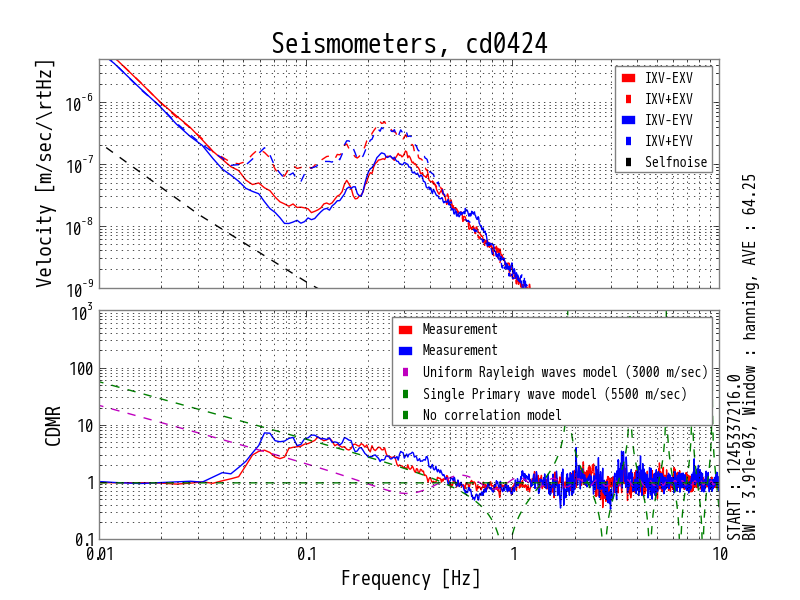 Seismometers, cd0424
Velocity [m/sec/\rtHz]
10^-6
10^-7
10^-8
10^-9
IXV-EXV
IXV+EXV
IXV-EYV
IXV+EYV
Selfnoise
CDMR
10^3
100
10
1
0.1
Measurement
Measurement
Uniform Rayleigh waves model (3000 m/sec)
Single Primary wave model (5500 m/sec)
No correlation model
0.01
0.1
1
10
Frequency [Hz]
START : 1245337216.0
BW : 3.91e-03, Window : hanning, AVE : 64.25